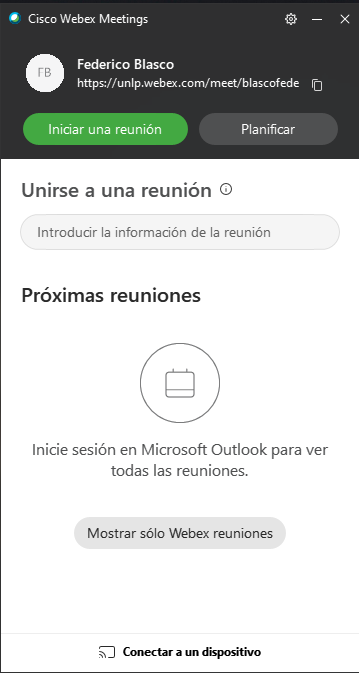 Cisco Webex Meetings
FB
Federico Blasco
https://unlp.webex.com/meet/blascofede
Iniciar una reunión
Planificar
Unirse a una reunión
Introducir la información de la reunión
Próximas reuniones
Inicie sesión en Microsoft Outlook para ver
todas las reuniones.
Mostrar sólo Webex reuniones
Conectar a un dispositivo